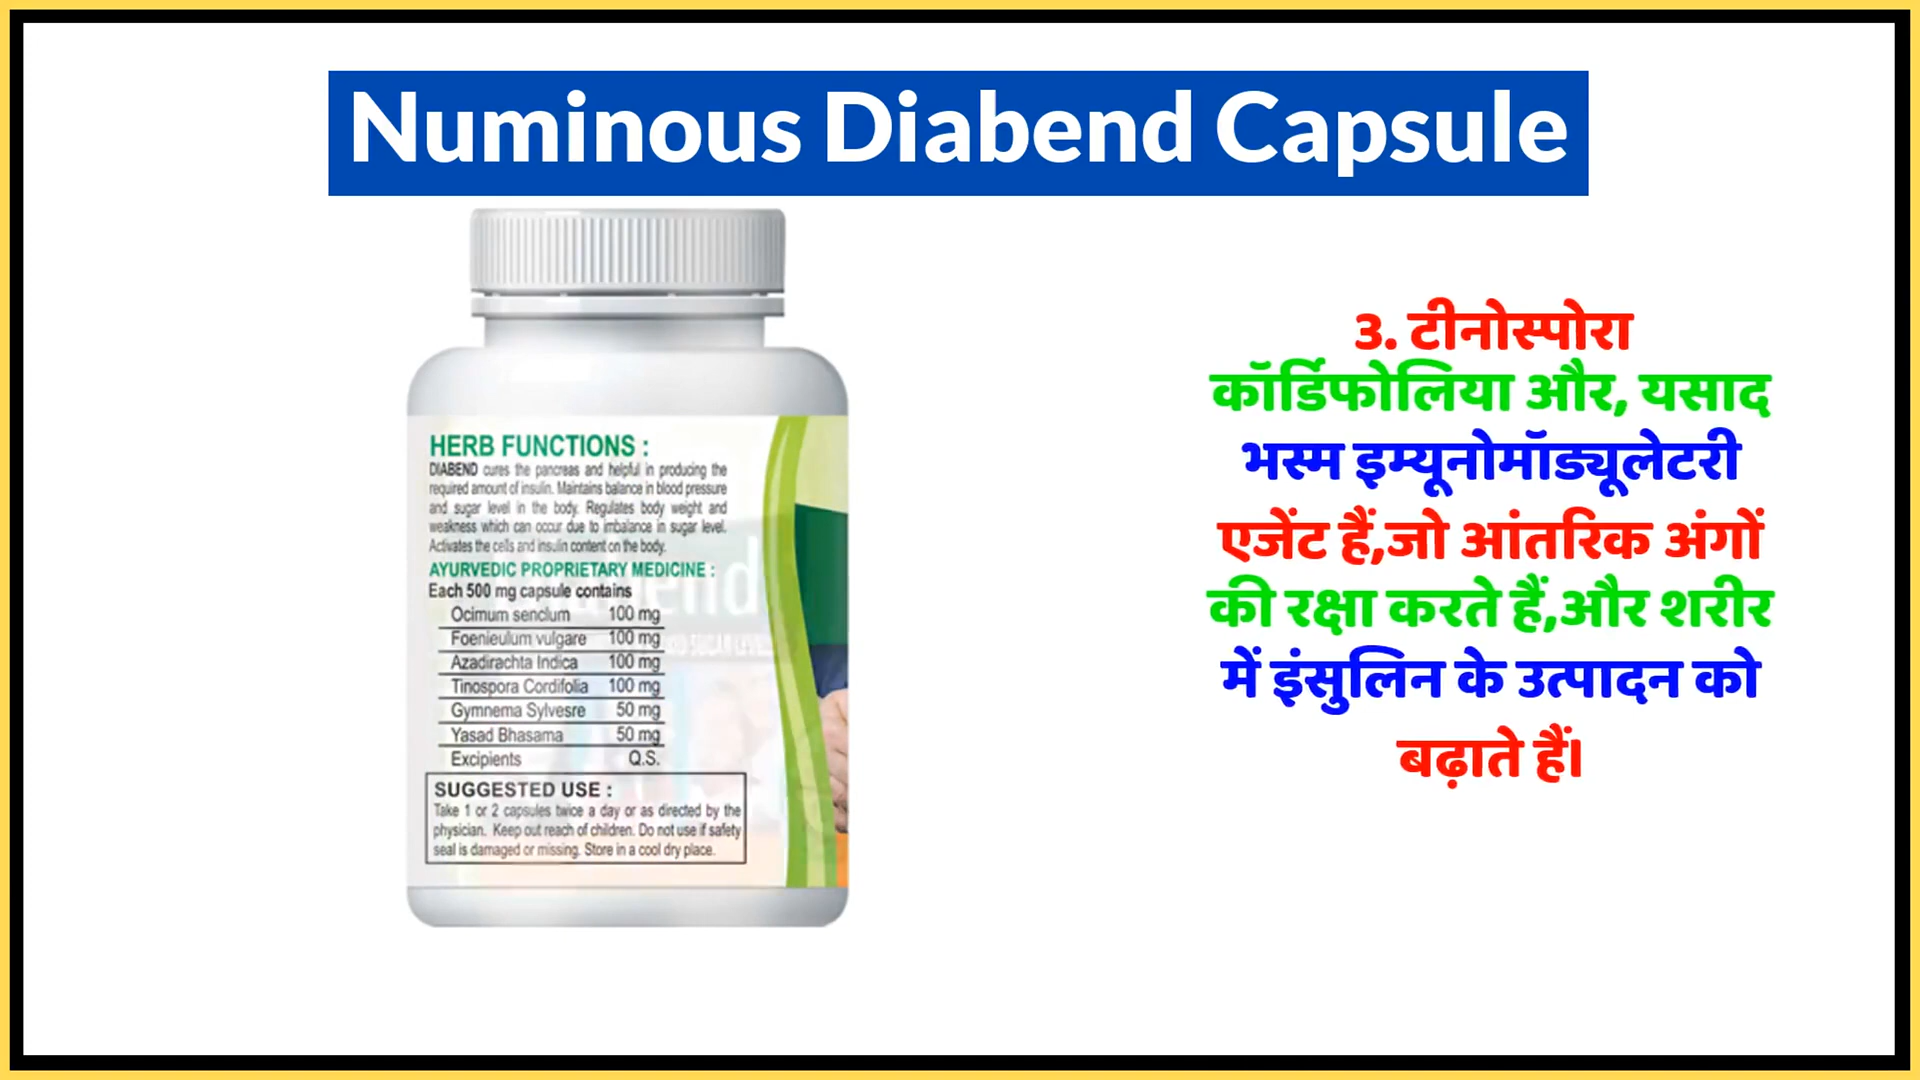 Numinous Diabend Capsule
HERB FUNCTIONS :
DIABEND cures the pancreas and helpful in producing the
required amount of insulin. Maintains balance in blood pressure
and sugar level in the body. Regulates body weight and
weakness which can occur due to imbalance in sugar level.
Activates the cells and insulin content on the body.
AYURVEDIC PROPRIETARY MEDICINE :
Each 500 mg capsule contains
Ocimum senclum 100 mg
Foenieulum vulgare 100 mg
Azadirachta Indica 100 mg
Tinospora Cordifolia 100 mg
Gymnema Sylvesre 50 mg
Yasad Bhasama 50 mg
Excipients Q.S.
SUGGESTED USE :
Take 1 or 2 capsules twice a day or as directed by the
physician. Keep out reach of children. Do not use if safety
seal is damaged or missing. Store in a cool dry place.
3. टीनोस्पोरा
कॉर्डिफोलिया और, यसाद
भस्म इम्यूनोमॉड्यूलेटरी
एजेंट हैं,जो आंतरिक अंगों
की रक्षा करते हैं,और शरीर
में इंसुलिन के उत्पादन को
बढ़ाते हैं।